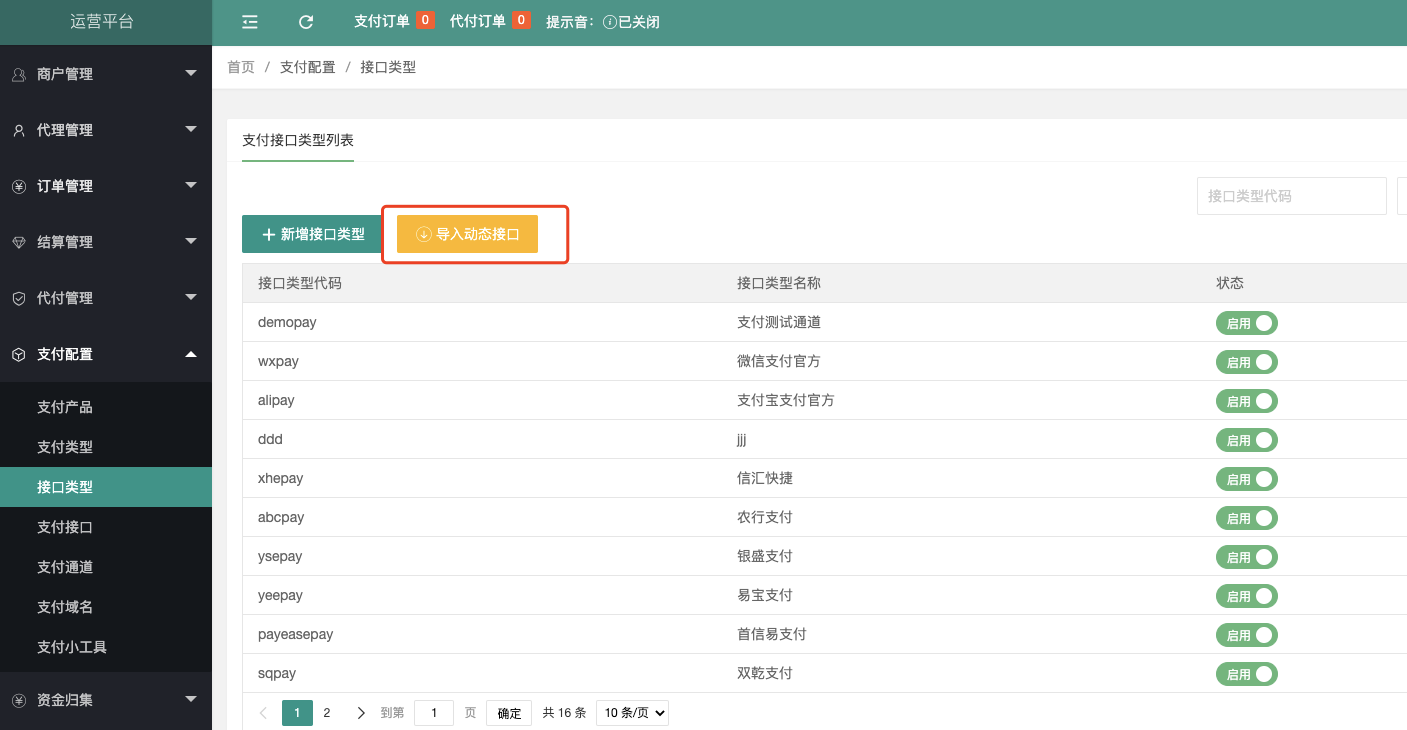 运营平台
支付订单 0 代付订单 0 提示音: 已关闭
商户管理
代理管理
订单管理
结算管理
代付管理
支付配置
支付产品
支付类型
接口类型
支付接口
支付通道
支付域名
支付小工具
资金归集
首页 / 支付配置 / 接口类型
支付接口类型列表
接口类型代码
新增接口类型 导入动态接口
接口类型代码 接口类型名称 状态
demopay 支付测试通道 启用
wxpay 微信支付官方 启用
alipay 支付宝支付官方 启用
ddd jjj 启用
xhepay 信汇快捷 启用
abcpay 农行支付 启用
ysepay 银盛支付 启用
yeepay 易宝支付 启用
payeasepay 首信易支付 启用
sqpay 双乾支付 启用
1 2 到第 1 页 确定 共 16 条 10 条/页